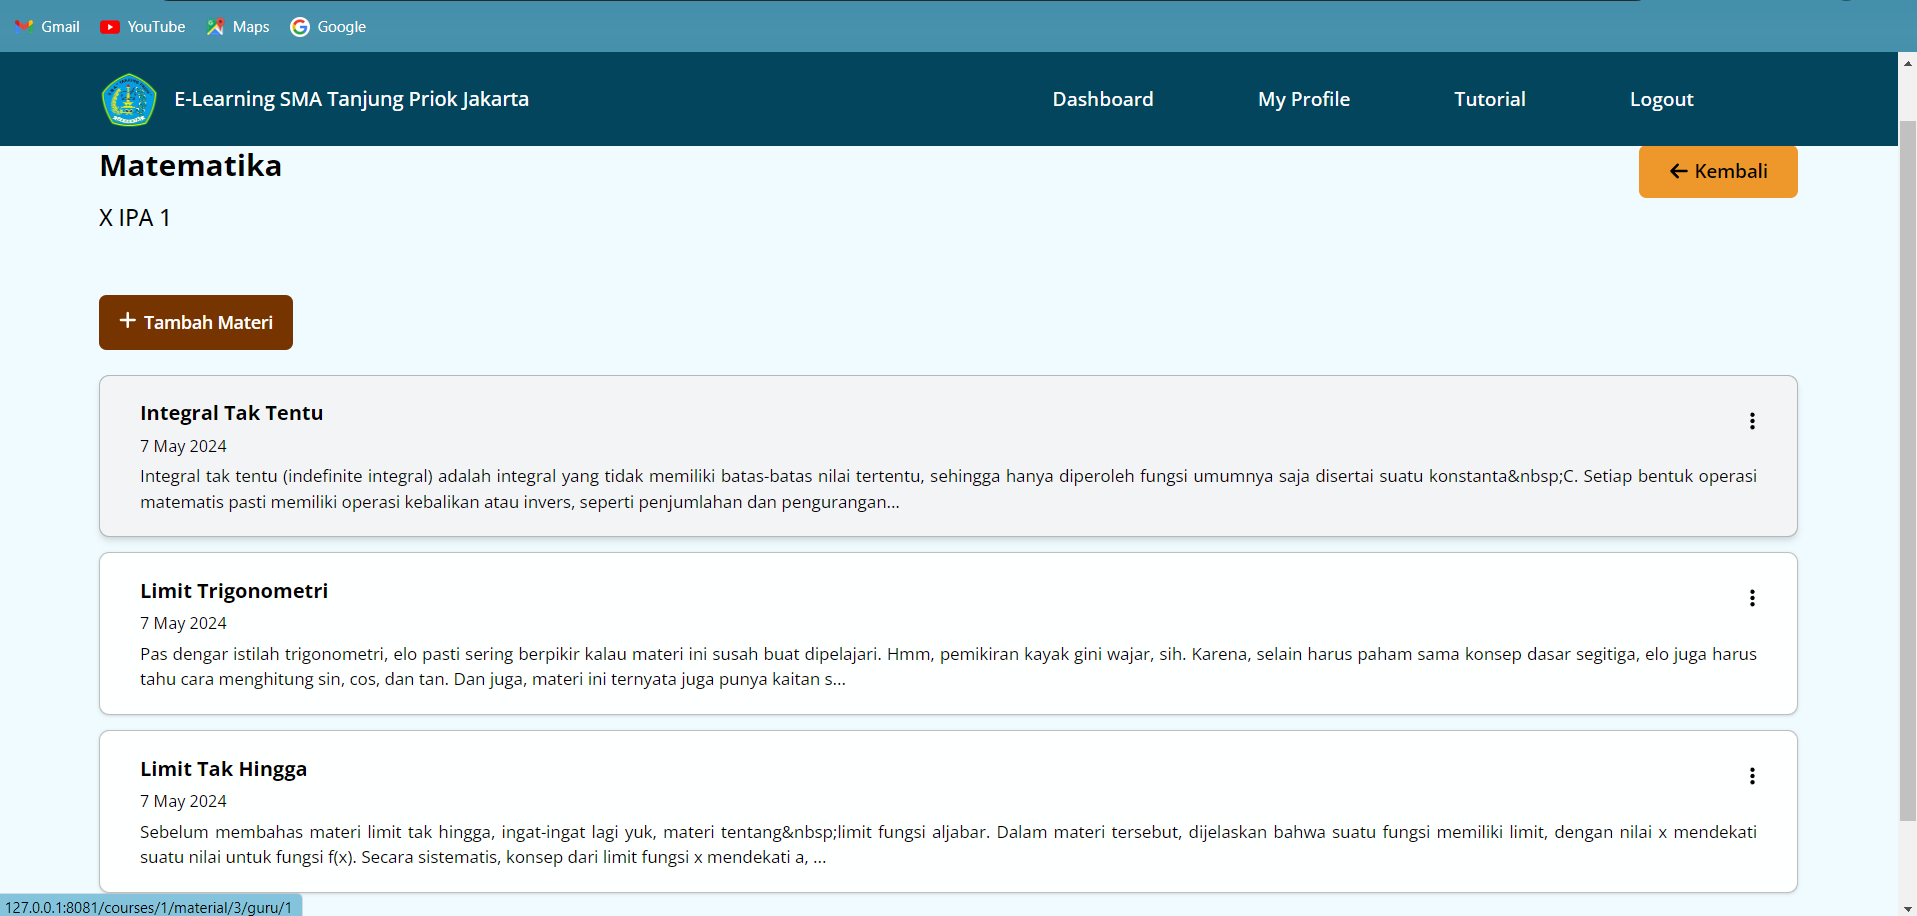 Gmail YouTube Maps Google
E-Learning SMA Tanjung Priok Jakarta Dashboard My Profile Tutorial Logout
Matematika
Kembali
X IPA 1
Tambah Materi
Integral Tak Tentu
7 May 2024
Integral tak tentu (indefinite integral) adalah integral yang tidak memiliki batas-batas nilai tertentu, sehingga hanya diperoleh fungsi umumnya saja disertai suatu konstanta&nbsp;C. Setiap bentuk operasi
matematis pasti memiliki operasi kebalikan atau invers, seperti penjumlahan dan pengurangan...
Limit Trigonometri
7 May 2024
Pas dengar istilah trigonometri, elo pasti sering berpikir kalau materi ini susah buat dipelajari. Hmm, pemikiran kayak gini wajar, sih. Karena, selain harus paham sama konsep dasar segitiga, elo juga harus
tahu cara menghitung sin, cos, dan tan. Dan juga, materi ini ternyata juga punya kaitan s...
Limit Tak Hingga
7 May 2024
Sebelum membahas materi limit tak hingga, ingat-ingat lagi yuk, materi tentang&nbsp;limit fungsi aljabar. Dalam materi tersebut, dijelaskan bahwa suatu fungsi memiliki limit, dengan nilai x mendekati
suatu nilai untuk fungsi f(x). Secara sistematis, konsep dari limit fungsi x mendekati a, ...
127.0.0.1:8081/courses/1/material/3/guru/1